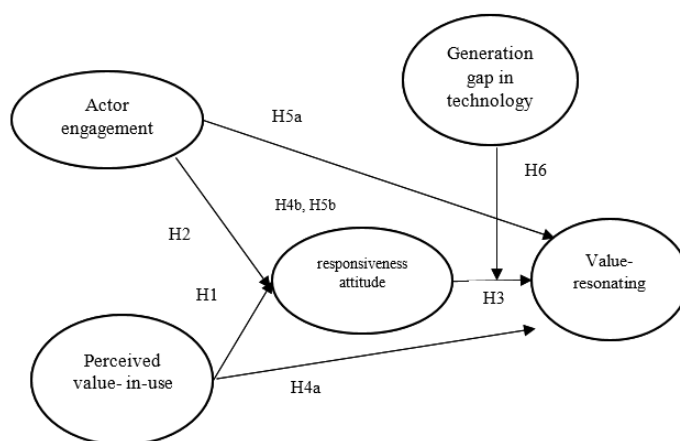 Generation
gap in
technology
Actor
engagement
H5a
H6
H4b, H5b
H2
responsiveness
attitude
Value-
resonating
H1
H3
Perceived
value- in-use
H4a